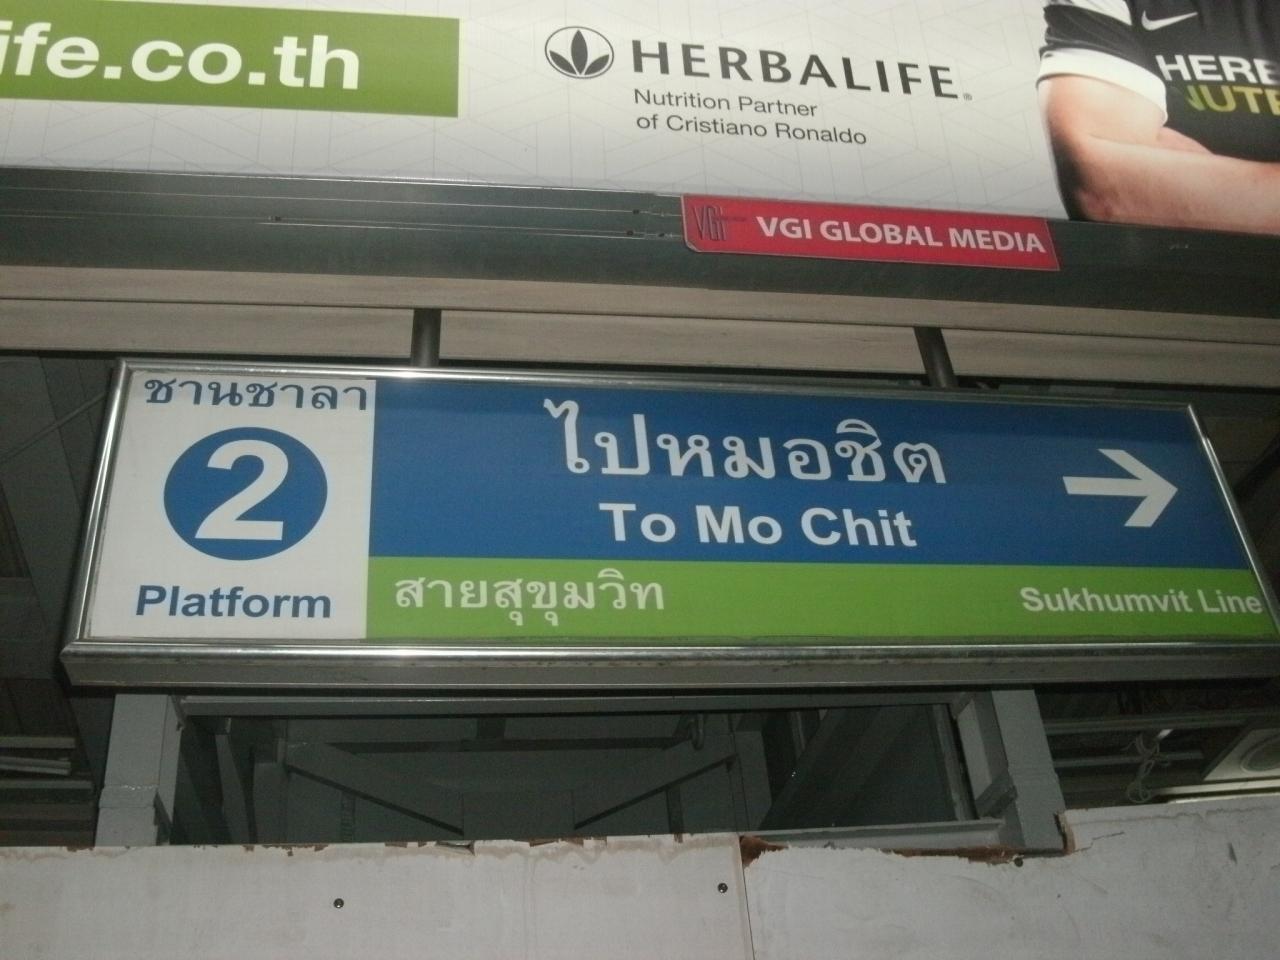 ife.co.th
HERBALIFE®
Nutrition Partner
of Cristiano Ronaldo
HERB
NUTR
VGI VGI GLOBAL MEDIA
ชานชาลา
2
Platform
ไปหมอชิต
To Mo Chit
สายสุขุมวิท
Sukhumvit Line